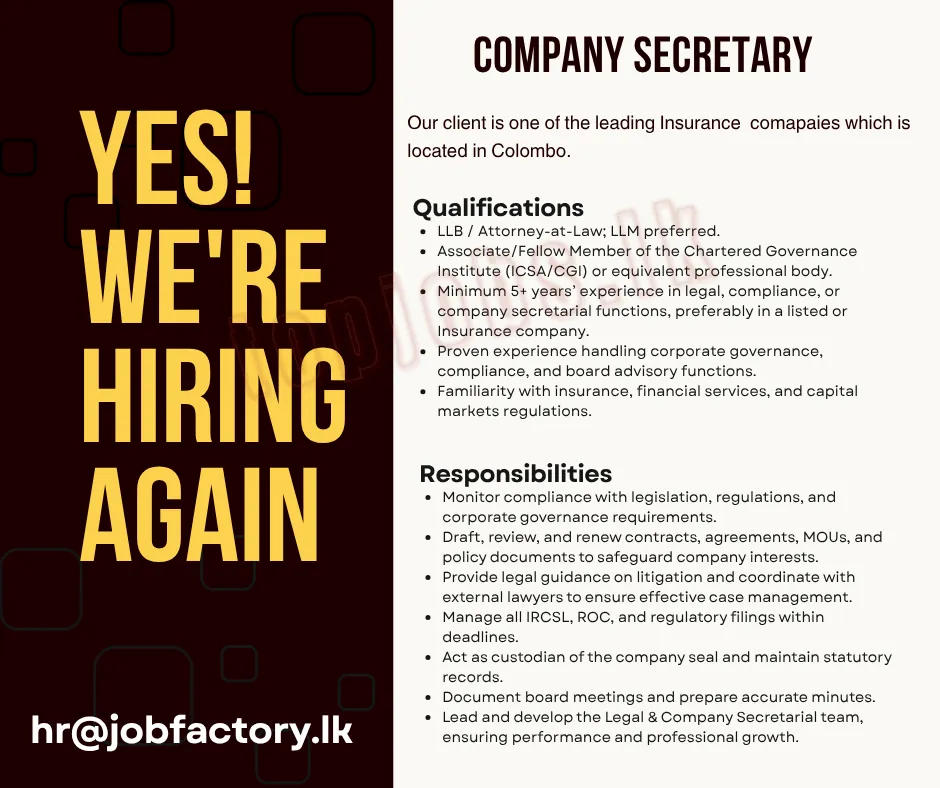 YES!
WE'RE
HIRING
AGAIN
hr@jobfactory.lk
COMPANY SECRETARY
Our client is one of the leading Insurance comapaies which is
located in Colombo.
Qualifications
• LLB / Attorney-at-Law; LLM preferred.
• Associate/Fellow Member of the Chartered Governance
Institute (ICSA/CGI) or equivalent professional body.
• Minimum 5+ years’ experience in legal, compliance, or
company secretarial functions, preferably in a listed or
Insurance company.
• Proven experience handling corporate governance,
compliance, and board advisory functions.
• Familiarity with insurance, financial services, and capital
markets regulations.
Responsibilities
• Monitor compliance with legislation, regulations, and
corporate governance requirements.
• Draft, review, and renew contracts, agreements, MOUs, and
policy documents to safeguard company interests.
• Provide legal guidance on litigation and coordinate with
external lawyers to ensure effective case management.
• Manage all IRCSL, ROC, and regulatory filings within
deadlines.
• Act as custodian of the company seal and maintain statutory
records.
• Document board meetings and prepare accurate minutes.
• Lead and develop the Legal & Company Secretarial team,
ensuring performance and professional growth.
topjobs.lk